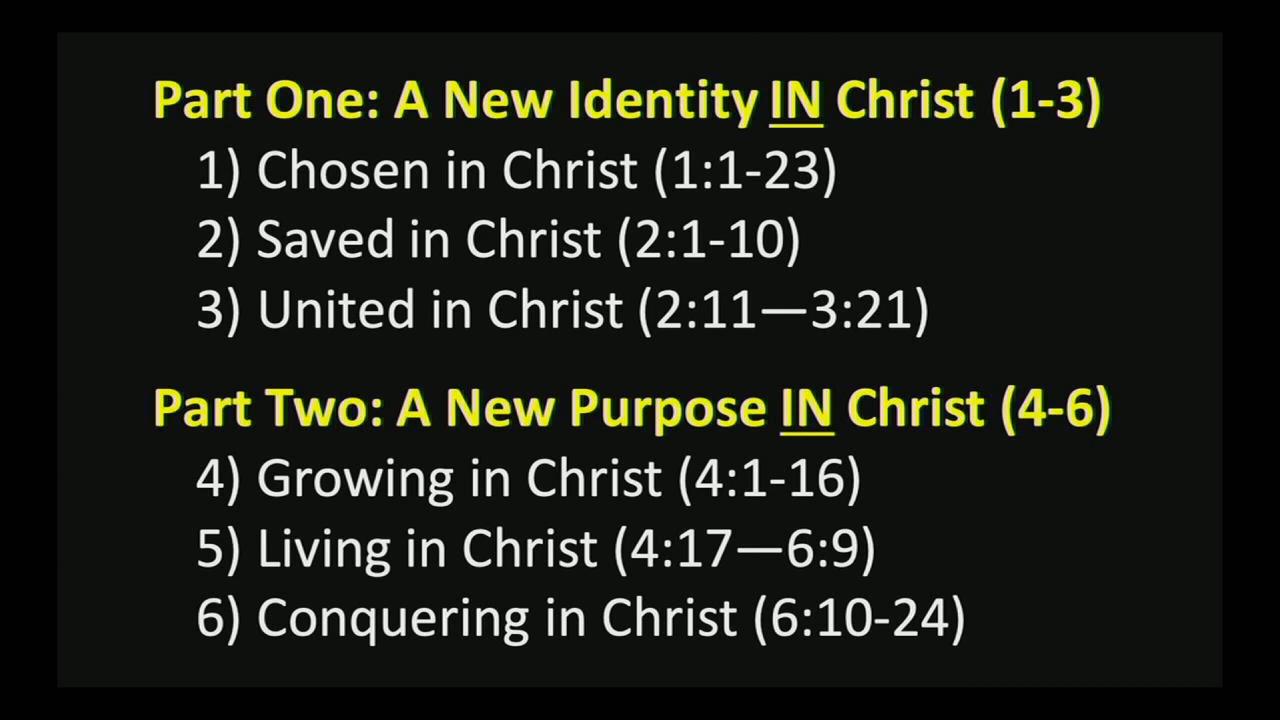 Part One: A New Identity IN Christ (1-3)
1) Chosen in Christ (1:1-23)
2) Saved in Christ (2:1-10)
3) United in Christ (2:11—3:21)
Part Two: A New Purpose IN Christ (4-6)
4) Growing in Christ (4:1-16)
5) Living in Christ (4:17—6:9)
6) Conquering in Christ (6:10-24)